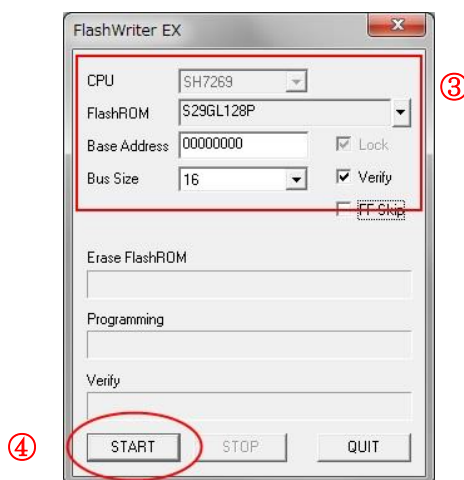 FlashWriter EX
③
CPU SH7269
FlashROM S29GL128P
Base Address 00000000 Lock
Bus Size 16 Verify
FF Skip
Erase FlashROM
Programming
Verify
④ START STOP QUIT